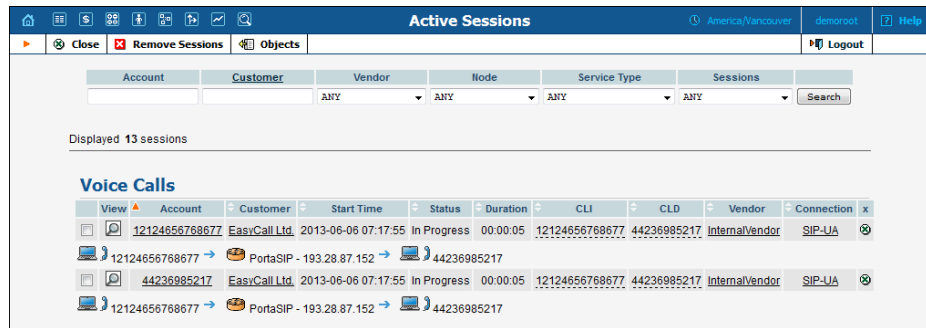 Active Sessions America/Vancouver demoroot ? Help
Close Remove Sessions Objects Logout
Account Customer Vendor Node Service Type Sessions
ANY ANY ANY ANY Search
Displayed 13 sessions
Voice Calls
View Account Customer Start Time Status Duration CLI CLD Vendor Connection x
12124656768677 EasyCall Ltd. 2013-06-06 07:17:55 In Progress 00:00:05 12124656768677 44236985217 InternalVendor SIP-UA
12124656768677 → PortaSIP - 193.28.87.152 → 44236985217
44236985217 EasyCall Ltd. 2013-06-06 07:17:55 In Progress 00:00:05 12124656768677 44236985217 InternalVendor SIP-UA
12124656768677 → PortaSIP - 193.28.87.152 → 44236985217